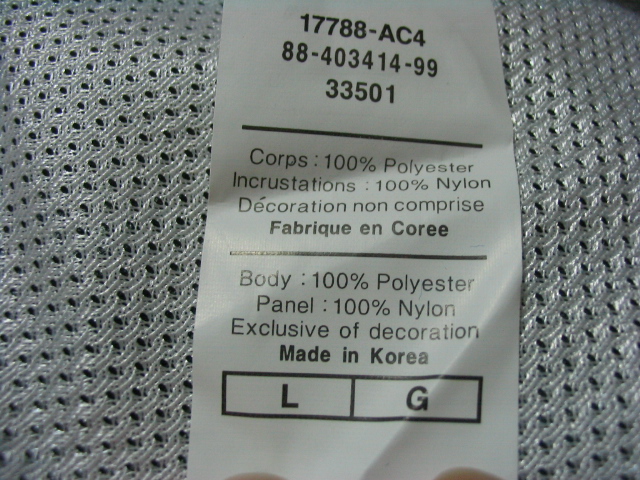 17788-AC4
88-403414-99
33501
Corps : 100% Polyester
Incrustations : 100% Nylon
Décoration non comprise
Fabrique en Coree
Body : 100% Polyester
Panel : 100% Nylon
Exclusive of decoration
Made in Korea
L G